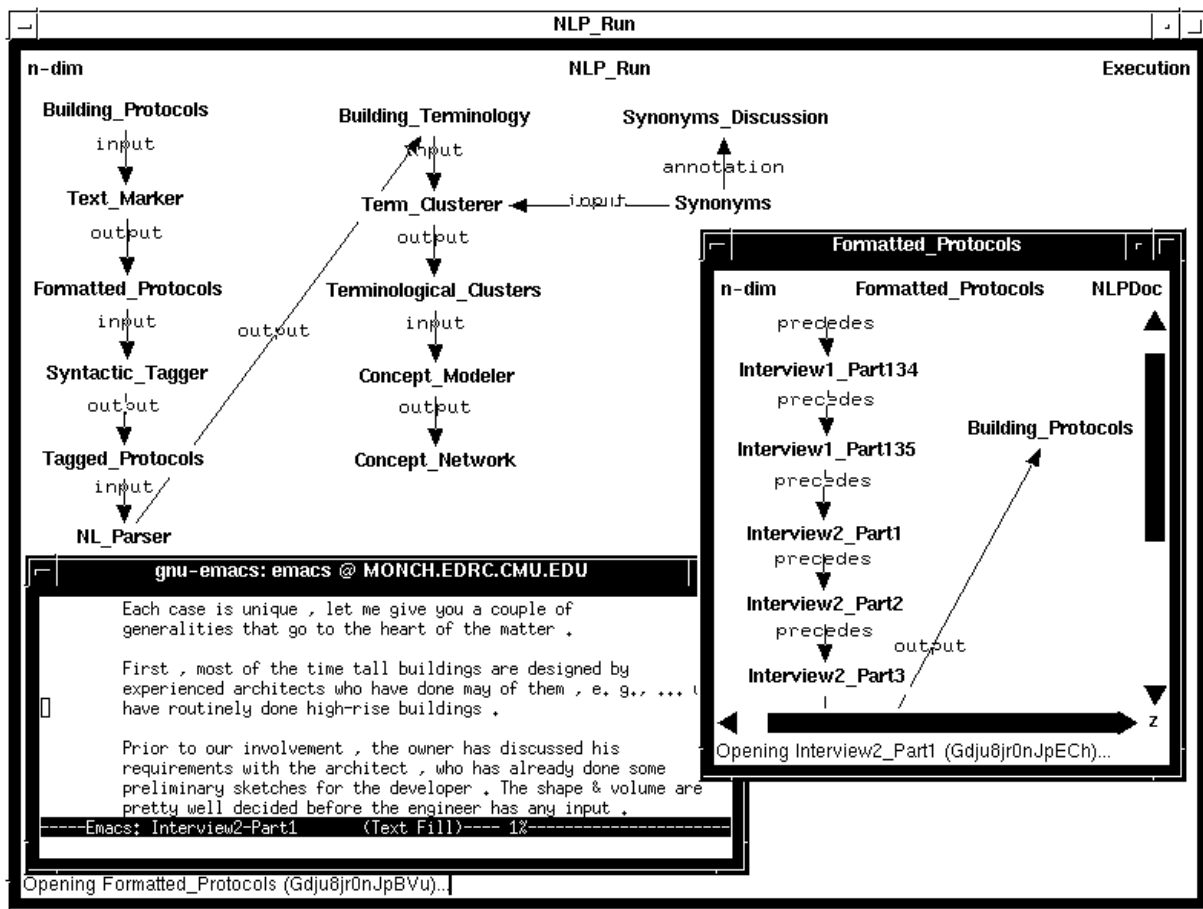 NLP_Run
n-dim NLP_Run Execution
Building_Protocols
input
Text_Marker
output
Formatted_Protocols
input
Syntactic_Tagger
output
Tagged_Protocols
input
NL_Parser
output
Building_Terminology
input
Term_Clusterer
output
Terminological_Clusters
input
Concept_Modeler
output
Concept_Network
Synonyms_Discussion
annotation
input Synonyms
Formatted_Protocols
n-dim Formatted_Protocols NLPDoc
precedes
Interview1_Part134
precedes
Interview1_Part135
precedes
Interview2_Part1
precedes
Interview2_Part2
precedes
Interview2_Part3
Building_Protocols
output
z
Opening Interview2_Part1 (Gdju8jr0nJpECh)...
gnu-emacs: emacs @ MONCH.EDRC.CMU.EDU
Each case is unique , let me give you a couple of
generalities that go to the heart of the matter .
First , most of the time tall buildings are designed by
experienced architects who have done may of them , e. g., ...
have routinely done high-rise buildings .
Prior to our involvement , the owner has discussed his
requirements with the architect , who has already done some
preliminary sketches for the developer . The shape & volume are
pretty well decided before the engineer has any input .
-----Emacs: Interview2-Part1 (Text Fill)---- 1%------------------------
Opening Formatted_Protocols (Gdju8jr0nJpBVu)...